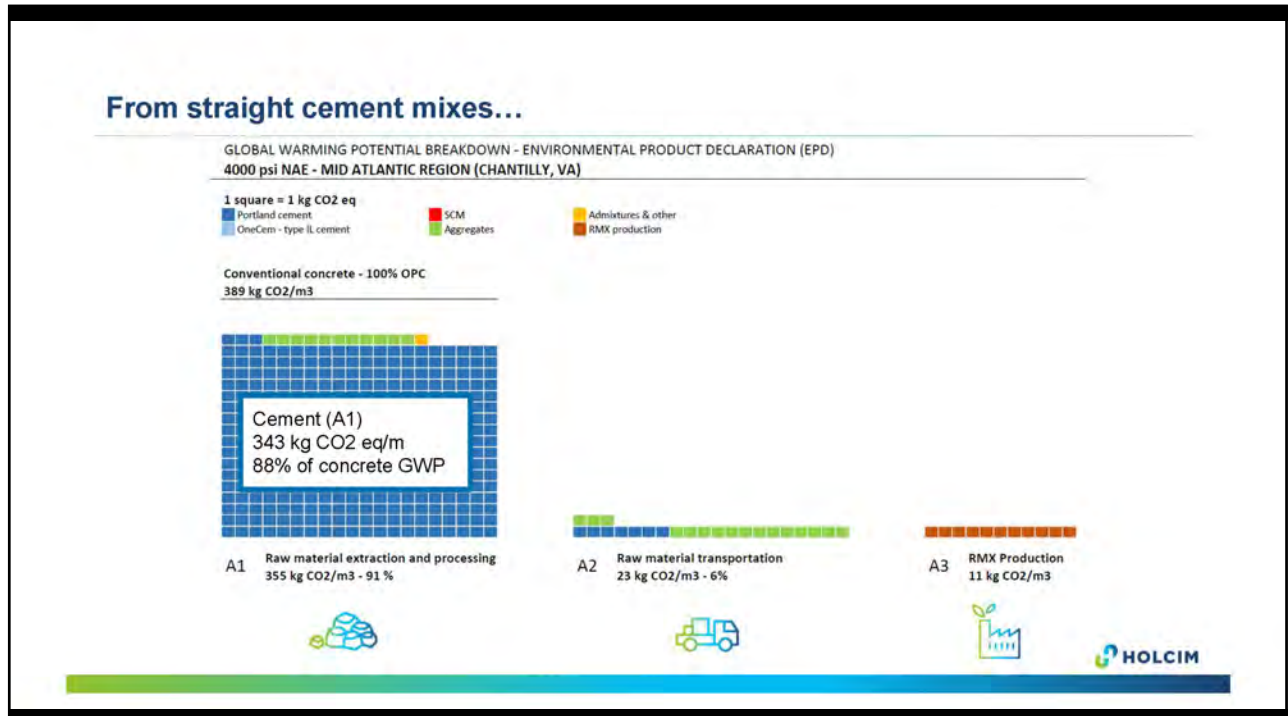 From straight cement mixes...
GLOBAL WARMING POTENTIAL BREAKDOWN - ENVIRONMENTAL PRODUCT DECLARATION (EPD)
4000 psi NAE - MID ATLANTIC REGION (CHANTILLY, VA)
1 square = 1 kg CO2 eq
Portland cement
SCM
Admixtures & other
OneCem - type IL cement
Aggregates
RMX production
Conventional concrete - 100% OPC
389 kg CO2/m3
Cement (A1)
343 kg CO2 eq/m
88% of concrete GWP
A1
Raw material extraction and processing
355 kg CO2/m3 - 91 %
A2
Raw material transportation
23 kg CO2/m3 - 6%
A3
RMX Production
11 kg CO2/m3
HOLCIM